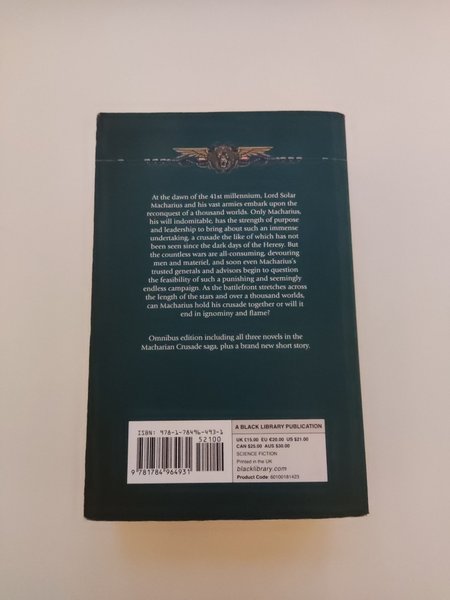 At the dawn of the 41st millennium, Lord Solar
Macharius and his vast armies embark upon the
reconquest of a thousand worlds. Only Macharius,
his will indomitable, has the strength of purpose
and leadership to bring about such an immense
undertaking, a crusade the like of which has not
been seen since the dark days of the Heresy. But
the countless wars are all-consuming, devouring
men and materiel, and soon even Macharius's
trusted generals and advisors begin to question
the feasibility of such a punishing and seemingly
endless campaign. As the battlefront stretches across
the length of the stars and over a thousand worlds,
can Macharius hold his crusade together or will it
end in ignominy and flame?
Omnibus edition including all three novels in the
Macharian Crusade saga, plus a brand new short story.
ISBN: 978-1-78496-493-1
52100
9 781784 964931
A BLACK LIBRARY PUBLICATION
UK £15.00 EU €20.00 US $21.00
CAN $25.00 AUS $30.00
SCIENCE FICTION
Printed in the UK
blacklibrary.com
Product Code: 60100181423